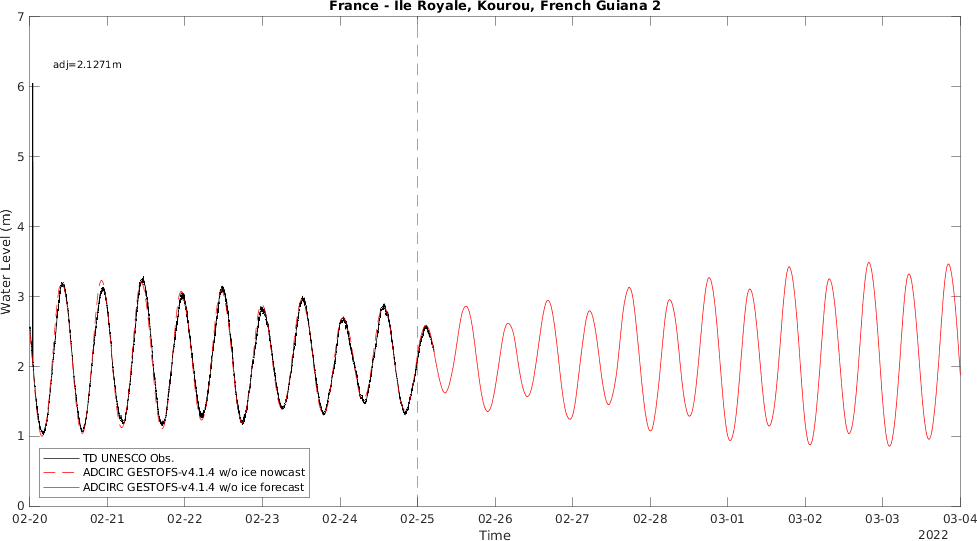 France - Ile Royale, Kourou, French Guiana 2
7
adj=2.1271m
6
5
4
3
2
1
0
Water Level (m)
TD UNESCO Obs.
ADCIRC GESTOFS-v4.1.4 w/o ice nowcast
ADCIRC GESTOFS-v4.1.4 w/o ice forecast
02-20 02-21 02-22 02-23 02-24 02-25 02-26 02-27 02-28 03-01 03-02 03-03 03-04
Time
2022